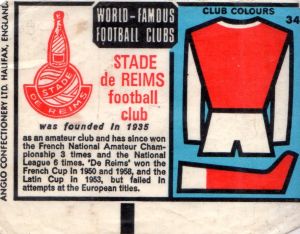 ANGLO CONFECTIONERY LTD. HALIFAX, ENGLAND.
STADE
DE REIMS
WORLD-FAMOUS
FOOTBALL CLUBS
STADE
de REIMS
football
club
was founded in 1935
as an amateur club and has since won
the French National Amateur Cham-
pionship 3 times and the National
League 6 times. 'De Reims' won the
French Cup in 1950 and 1958, and the
Latin Cup in 1953, but failed in
attempts at the European titles.
CLUB COLOURS
34